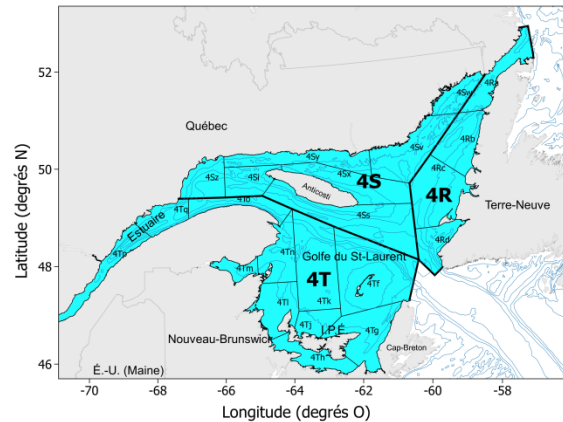 52
50
48
46
Latitude (degrés N)
Québec
4Sw
4Ra
4Sv
4Rb
4Sy
4Sx
4Rc
4Sz
4Si
4S
Anticosti
4R
Terre-Neuve
4Tq
4To
4Ss
Estuaire
4Tp
4Rd
4Tn
Golfe du St-Laurent
4Tm
4T
4Tf
4Tl
4Tk
4Tj
I.P.É
4Tg
Nouveau-Brunswick
4Th
Cap-Breton
É.-U. (Maine)
-70
-68
-66
-64
-62
-60
-58
Longitude (degrés O)